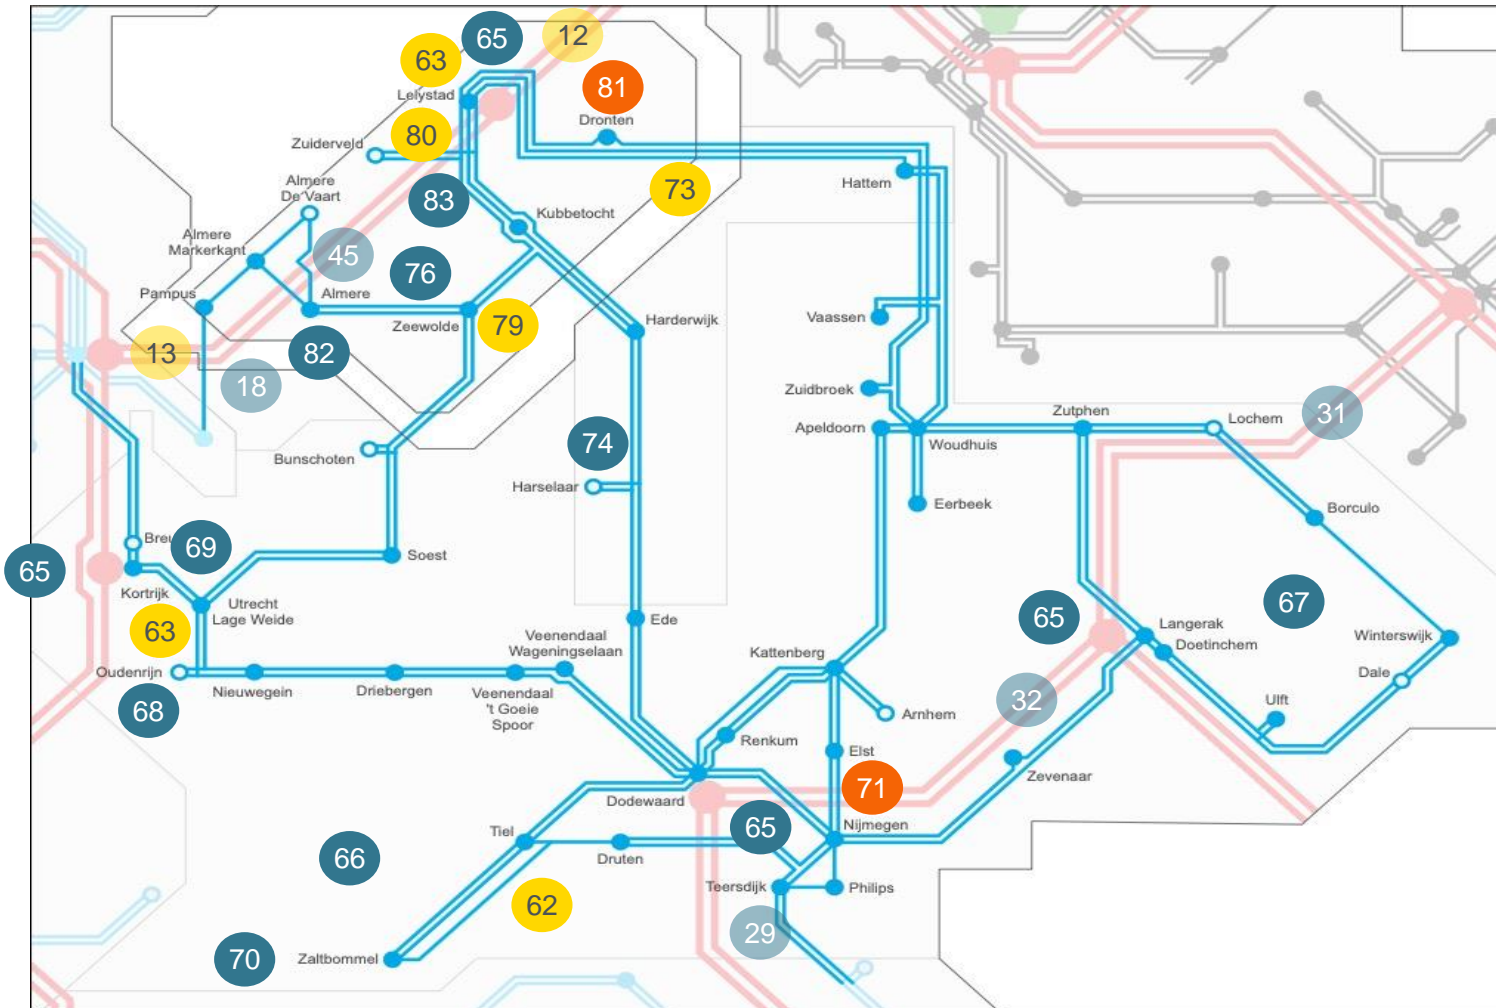 65
12
63
81
Lelystad
Dronten
80
Zuiderveld
Almere
De Vaart
73
Hattem
83
Kubbetocht
Almere
Markerkant
45
76
Pampus
Almere
Zeewolde
79
Vaassen
Harderwijk
13
82
18
Zuidbroek
31
Zutphen
Lochem
Apeldoorn
Woudhuis
74
Bunschoten
Harselaar
Eerbeek
Borculo
69
Soest
65
Kortrijk
Utrecht
Lage Weide
63
Ede
65
67
Langerak
Doetinchem
Winterswijk
Veenendaal
Wageningselaan
Kattenberg
Oudenrijn
Nieuwegein
Driebergen
Veenendaal
't Goeie
Spoor
Dale
68
32
Ulft
Arnhem
Renkum
Elst
Zevenaar
71
Dodewaard
Tiel
65
Nijmegen
66
Druten
Teersdijk
Philips
62
29
70
Zaltbommel